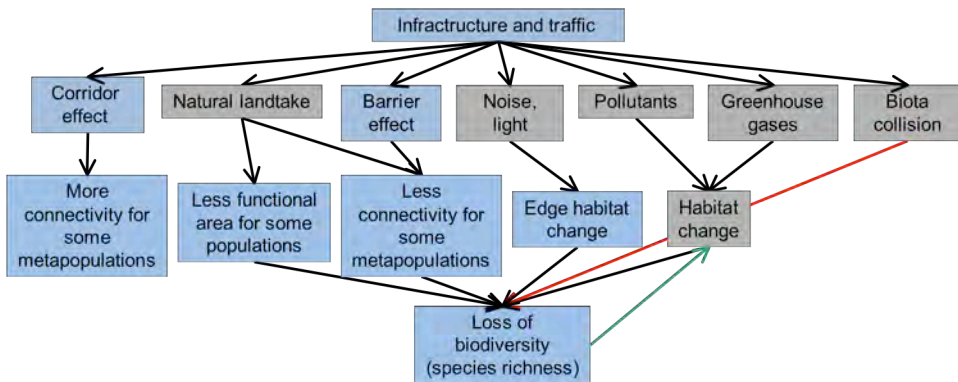 Infractructure and traffic
Corridor
effect
Natural landtake
Barrier
effect
Noise,
light
Pollutants
Greenhouse
gases
Biota
collision
More
connectivity for
some
metapopulations
Less functional
area for some
populations
Less
connectivity for
some
metapopulations
Edge habitat
change
Habitat
change
Loss of
biodiversity
(species richness)